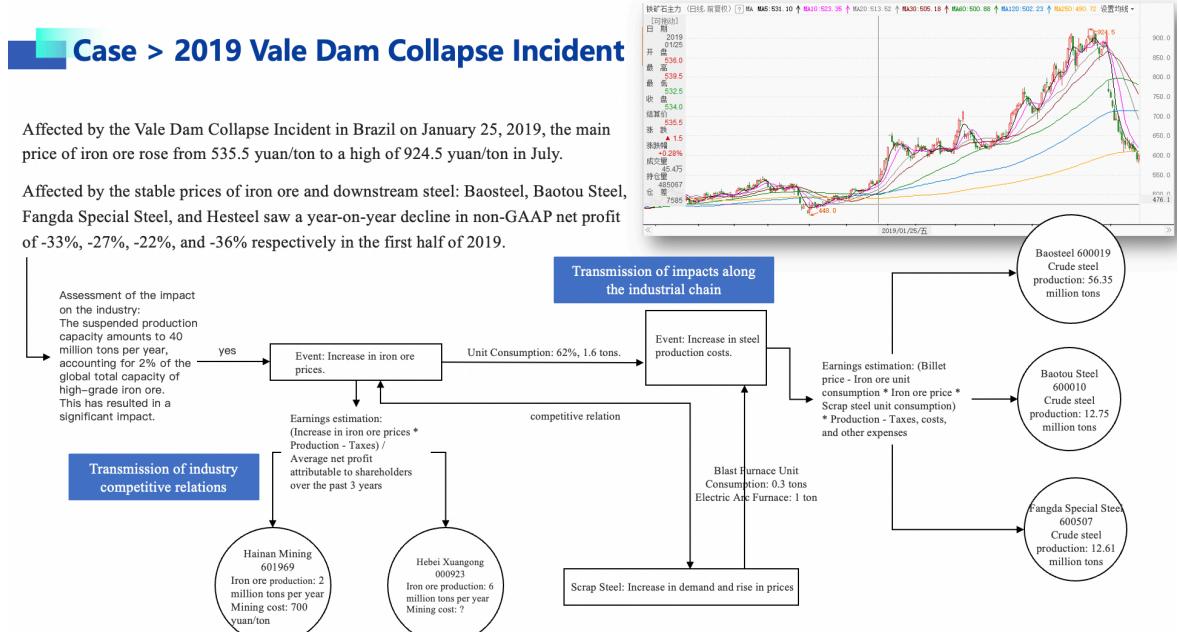 Case > 2019 Vale Dam Collapse Incident
Affected by the Vale Dam Collapse Incident in Brazil on January 25, 2019, the main
price of iron ore rose from 535.5 yuan/ton to a high of 924.5 yuan/ton in July.
Affected by the stable prices of iron ore and downstream steel: Baosteel, Baotou Steel,
Fangda Special Steel, and Hesteel saw a year-on-year decline in non-GAAP net profit
of -33%, -27%, -22%, and -36% respectively in the first half of 2019.
铁矿石主力 (日线.前复权) ? MA MA5:531.10 MA10:523.35 MA20:513.52 MA30:505.18 MA60:500.88 MA120:502.23 MA250:490.72 设置均线
[可拖动]
日 期
2019
01/25
开 盘
536.0
最 高
539.5
最 低
532.5
收 盘
534.0
结算价
535.5
涨 跌
▲ 1.5
涨跌幅
+0.28%
成交量
45.4万
持仓量
485067
仓 差
7585
924.5
448.0
900.0
850.0
800.0
750.0
700.0
650.0
600.0
550.0
500.0
476.1
2019/01/25/五
Transmission of impacts along
the industrial chain
Assessment of the impact
on the industry:
The suspended production
capacity amounts to 40
million tons per year,
accounting for 2% of the
global total capacity of
high-grade iron ore.
This has resulted in a
significant impact.
yes
Event: Increase in iron ore
prices.
Unit Consumption: 62%, 1.6 tons.
Event: Increase in steel
production costs.
competitive relation
Earnings estimation:
(Increase in iron ore prices *
Production - Taxes) /
Average net profit
attributable to shareholders
over the past 3 years
Transmission of industry
competitive relations
Hainan Mining
601969
Iron ore production: 2
million tons per year
Mining cost: 700
yuan/ton
Hebei Xuangong
000923
Iron ore production: 6
million tons per year
Mining cost: ?
Blast Furnace Unit
Consumption: 0.3 tons
Electric Arc Furnace: 1 ton
Scrap Steel: Increase in demand and rise in prices
Earnings estimation: (Billet
price - Iron ore unit
consumption * Iron ore price *
Scrap steel unit consumption)
* Production - Taxes, costs,
and other expenses
Baosteel 600019
Crude steel
production: 56.35
million tons
Baotou Steel
600010
Crude steel
production: 12.75
million tons
Fangda Special Steel
600507
Crude steel
production: 12.61
million tons